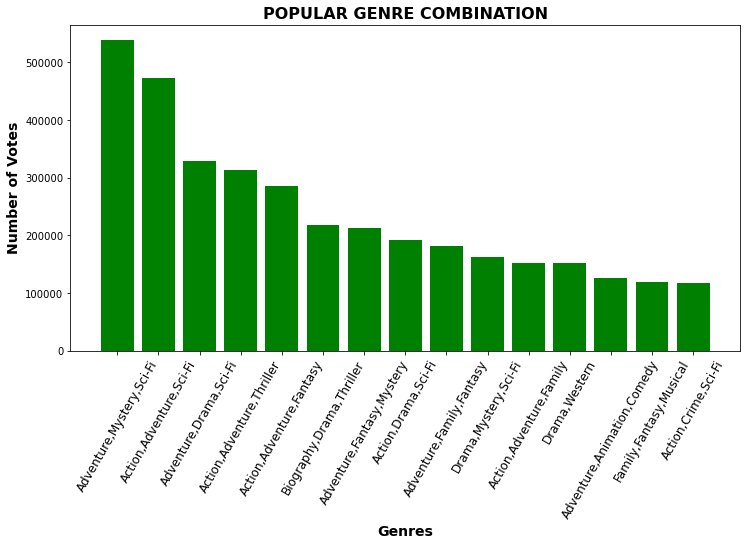 POPULAR GENRE COMBINATION
Number of Votes
500000
400000
300000
200000
100000
0
Adventure,Mystery,Sci-Fi
Action,Adventure,Sci-Fi
Adventure,Drama,Sci-Fi
Action,Adventure,Thriller
Action,Adventure,Fantasy
Biography,Drama,Thriller
Adventure,Fantasy,Mystery
Action,Drama,Sci-Fi
Adventure,Family,Fantasy
Drama,Mystery,Sci-Fi
Action,Adventure,Family
Drama,Western
Adventure,Animation,Comedy
Family,Fantasy,Musical
Action,Crime,Sci-Fi
Genres